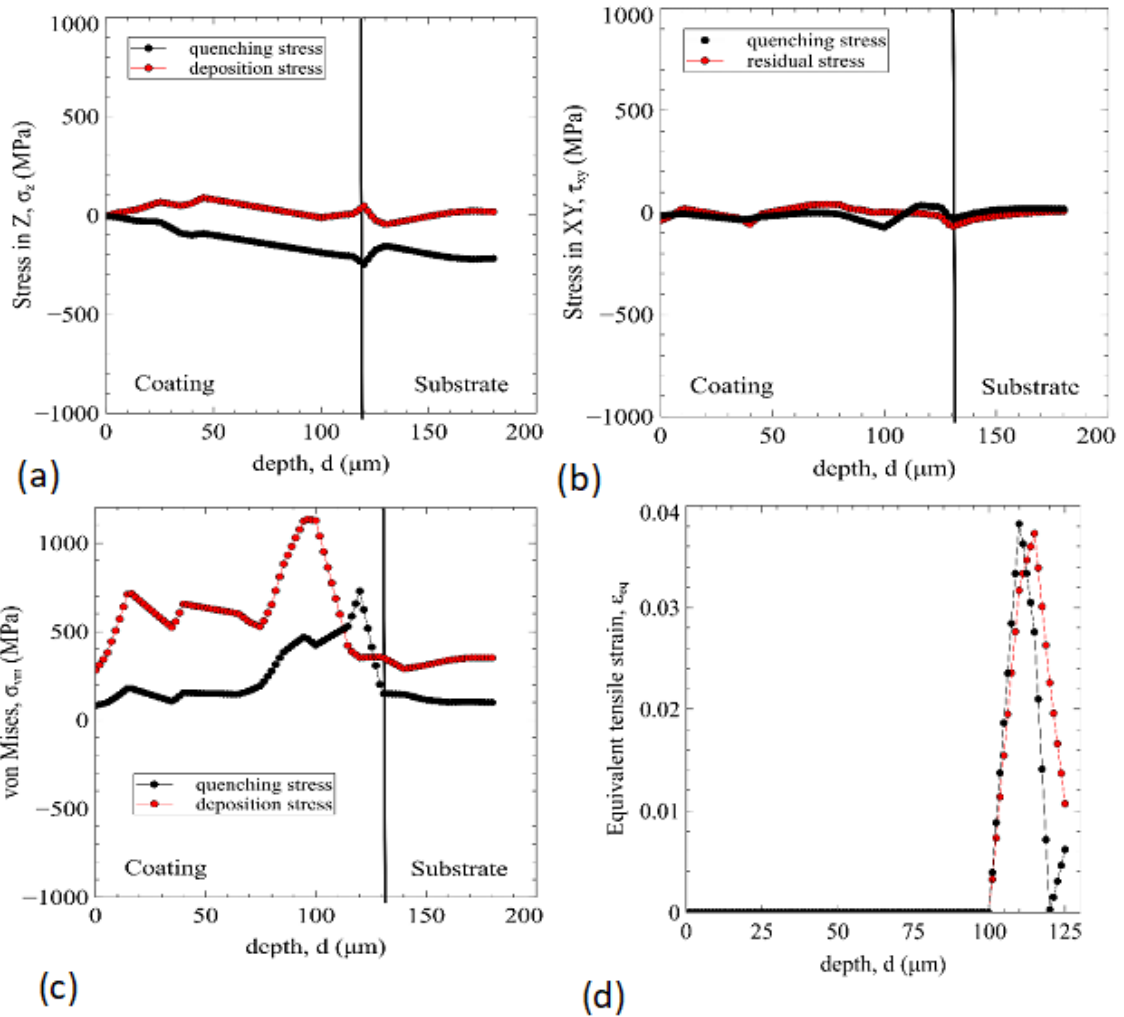 1000
500
0
−500
−1000
Stress in Z, σz (MPa)
quenching stress
deposition stress
Coating
Substrate
0
50
100
150
200
depth, d (μm)
(a)
1000
500
0
−500
−1000
Stress in XY, τxy (MPa)
quenching stress
residual stress
Coating
Substrate
0
50
100
150
200
depth, d (μm)
(b)
1000
500
0
−500
−1000
von Mises, σvm (MPa)
quenching stress
deposition stress
Coating
Substrate
0
50
100
150
200
depth, d (μm)
(c)
0.04
0.03
0.02
0.01
0
Equivalent tensile strain, εeq
0
25
50
75
100
125
depth, d (μm)
(d)